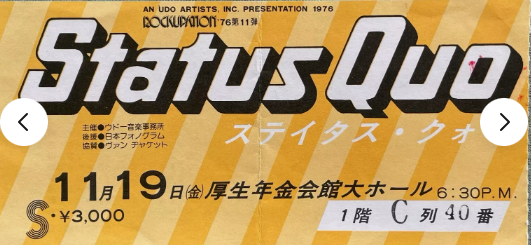 AN UDO ARTISTS, INC. PRESENTATION 1976
ROCKUPATION '76第11弾
Status Quo
主催●ウドー音楽事務所
後援●日本フォノグラム
協賛●ヴァン ヂャケット
ステイタス・クォ
11月19日(金)厚生年金会館大ホール 6:30P.M.
S・¥3,000
1階 C 列 40 番